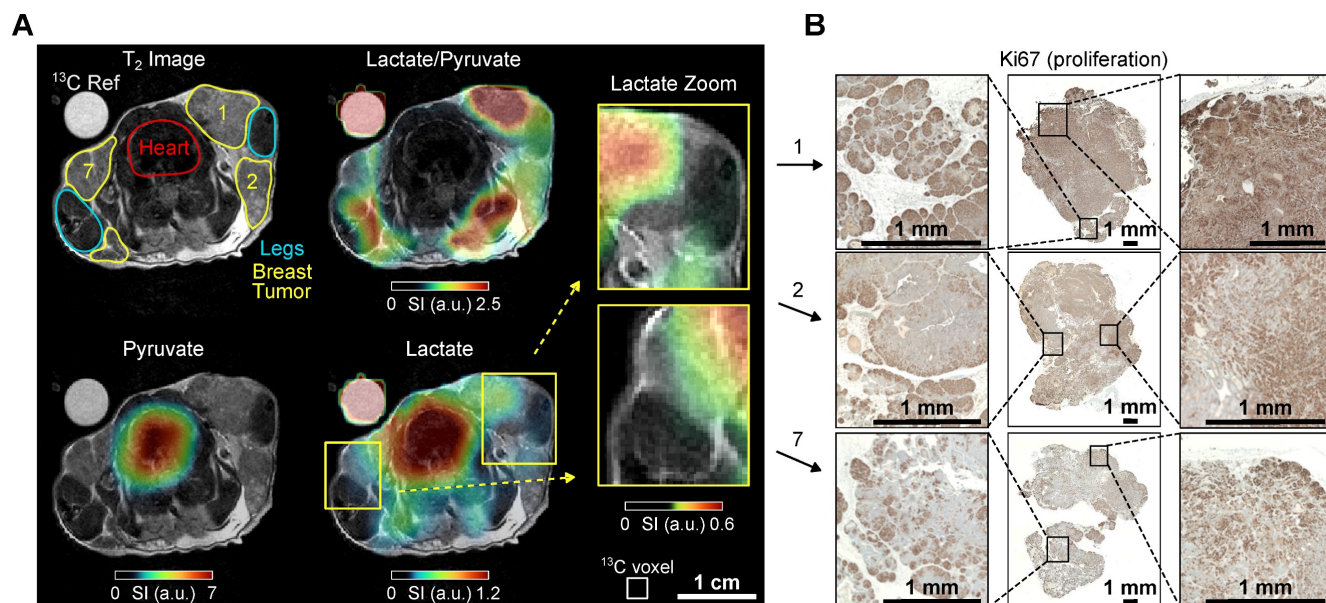 A
T2 Image
13C Ref
1
Heart
7
2
Legs
Breast
Tumor
Lactate/Pyruvate
0 SI (a.u.) 2.5
Lactate Zoom
Pyruvate
0 SI (a.u.) 7
Lactate
0 SI (a.u.) 1.2
0 SI (a.u.) 0.6
13C voxel
1 cm
B
Ki67 (proliferation)
1
1 mm
1 mm
1 mm
2
1 mm
1 mm
1 mm
7
1 mm
1 mm
1 mm